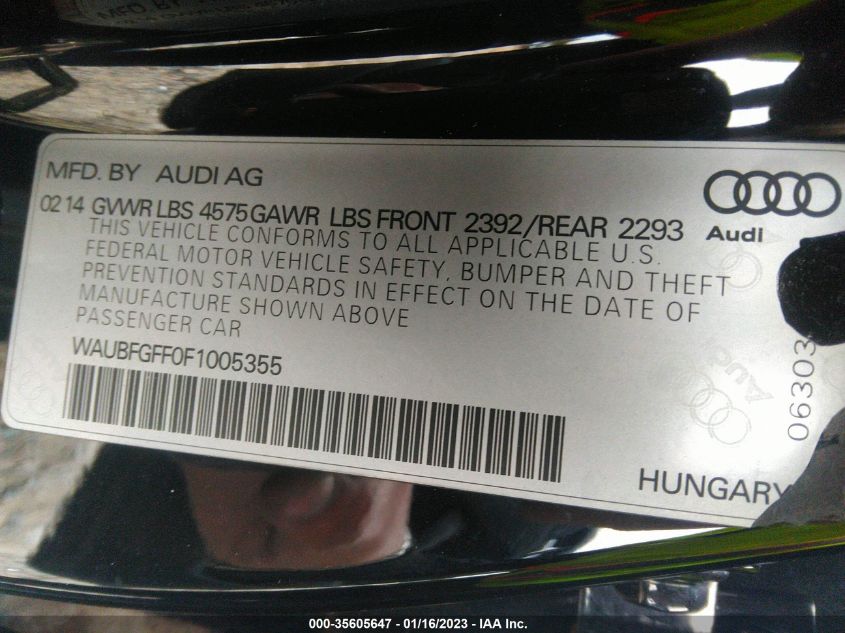 MFD. BY AUDI AG
02 14 GVWR LBS 4575 GAWR LBS FRONT 2392/REAR 2293
THIS VEHICLE CONFORMS TO ALL APPLICABLE U.S.
FEDERAL MOTOR VEHICLE SAFETY, BUMPER AND THEFT
PREVENTION STANDARDS IN EFFECT ON THE DATE OF
MANUFACTURE SHOWN ABOVE
PASSENGER CAR
WAUBFGFF0F1005355
Audi
06303
HUNGARY
000-35605647 - 01/16/2023 - IAA Inc.